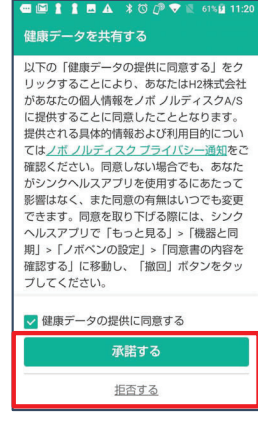 61% 11:20
健康データを共有する
以下の「健康データの提供に同意する」をク
リックすることにより、あなたはH2株式会社
があなたの個人情報をノボ ノルディスクA/S
に提供することに同意したこととなります。
提供される具体的情報および利用目的につい
てはノボ ノルディスク プライバシー通知をご
確認ください。同意しない場合でも、あなた
がシンクヘルスアプリを使用するにあたって
影響はなく、また同意の有無はいつでも変更
できます。同意を取り下げる際には、シンク
ヘルスアプリで「もっと見る」>「機器と同
期」>「ノボペンの設定」>「同意書の内容を
確認する」に移動し、「撤回」ボタンをタッ
プしてください。
健康データの提供に同意する
承諾する
拒否する